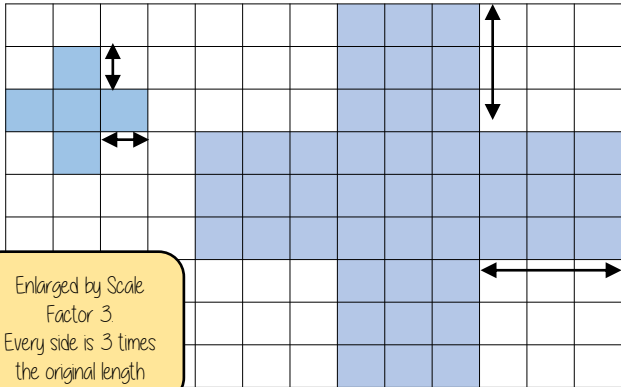 Enlarged by Scale
Factor 3.
Every side is 3 times
the original length